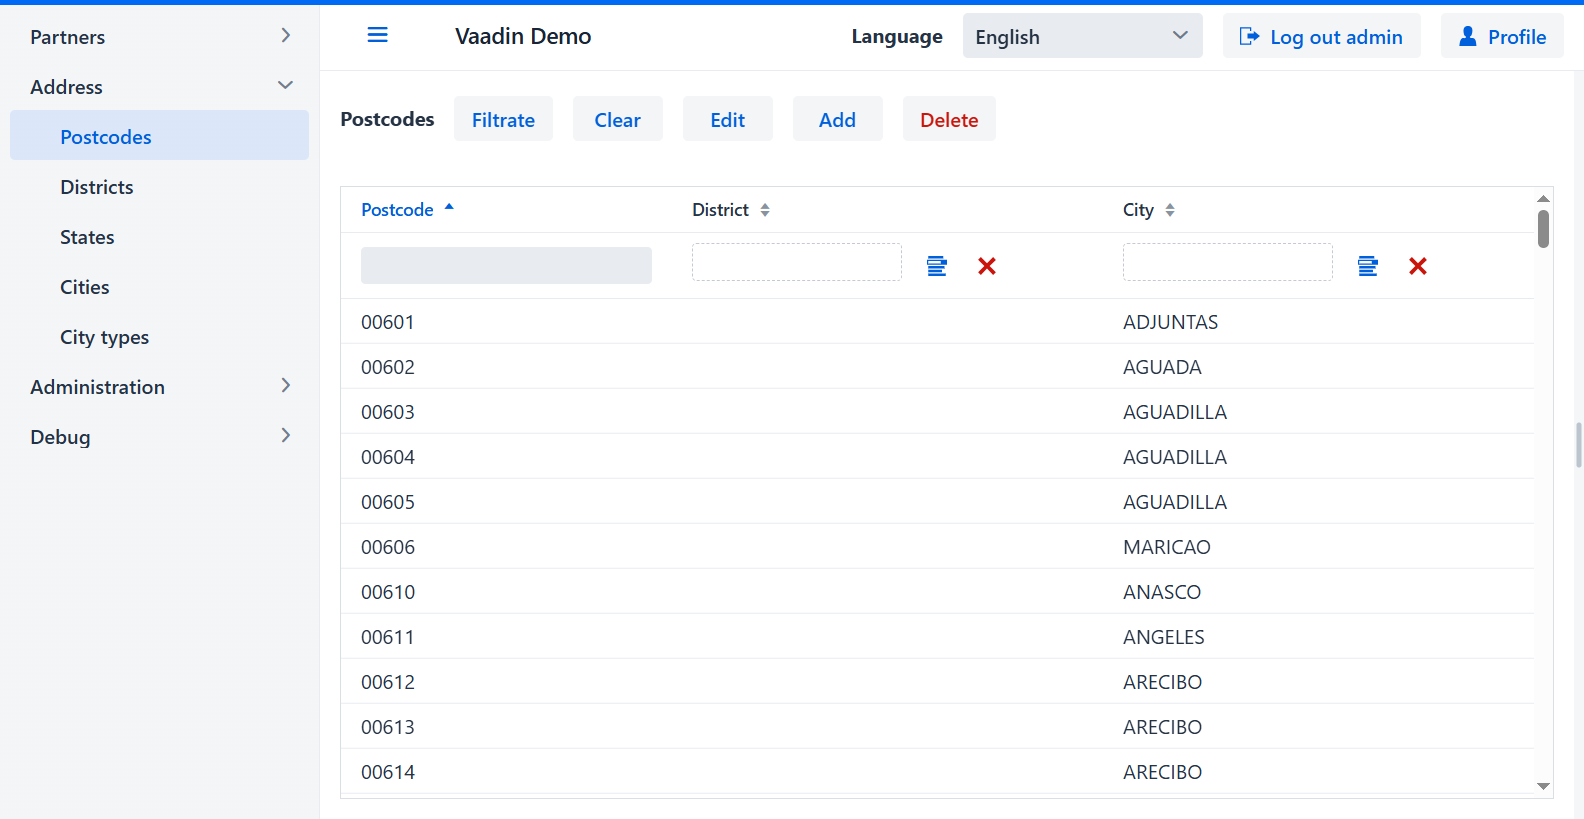 Partners
Address
Postcodes
Districts
States
Cities
City types
Administration
Debug
Vaadin Demo Language English Log out admin Profile
Postcodes Filtrate Clear Edit Add Delete
Postcode District City
00601 ADJUNTAS
00602 AGUADA
00603 AGUADILLA
00604 AGUADILLA
00605 AGUADILLA
00606 MARICAO
00610 ANASCO
00611 ANGELES
00612 ARECIBO
00613 ARECIBO
00614 ARECIBO